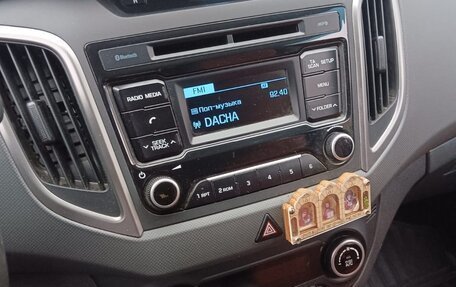 Bluetooth
MP3
TA
SCAN SETUP
RADIO MEDIA
FM1
Поп-музыка 92.40
DACHA
MENU
FOLDER
SEEK
TRACK
1 RPT 2 RDM 3 4 5 6